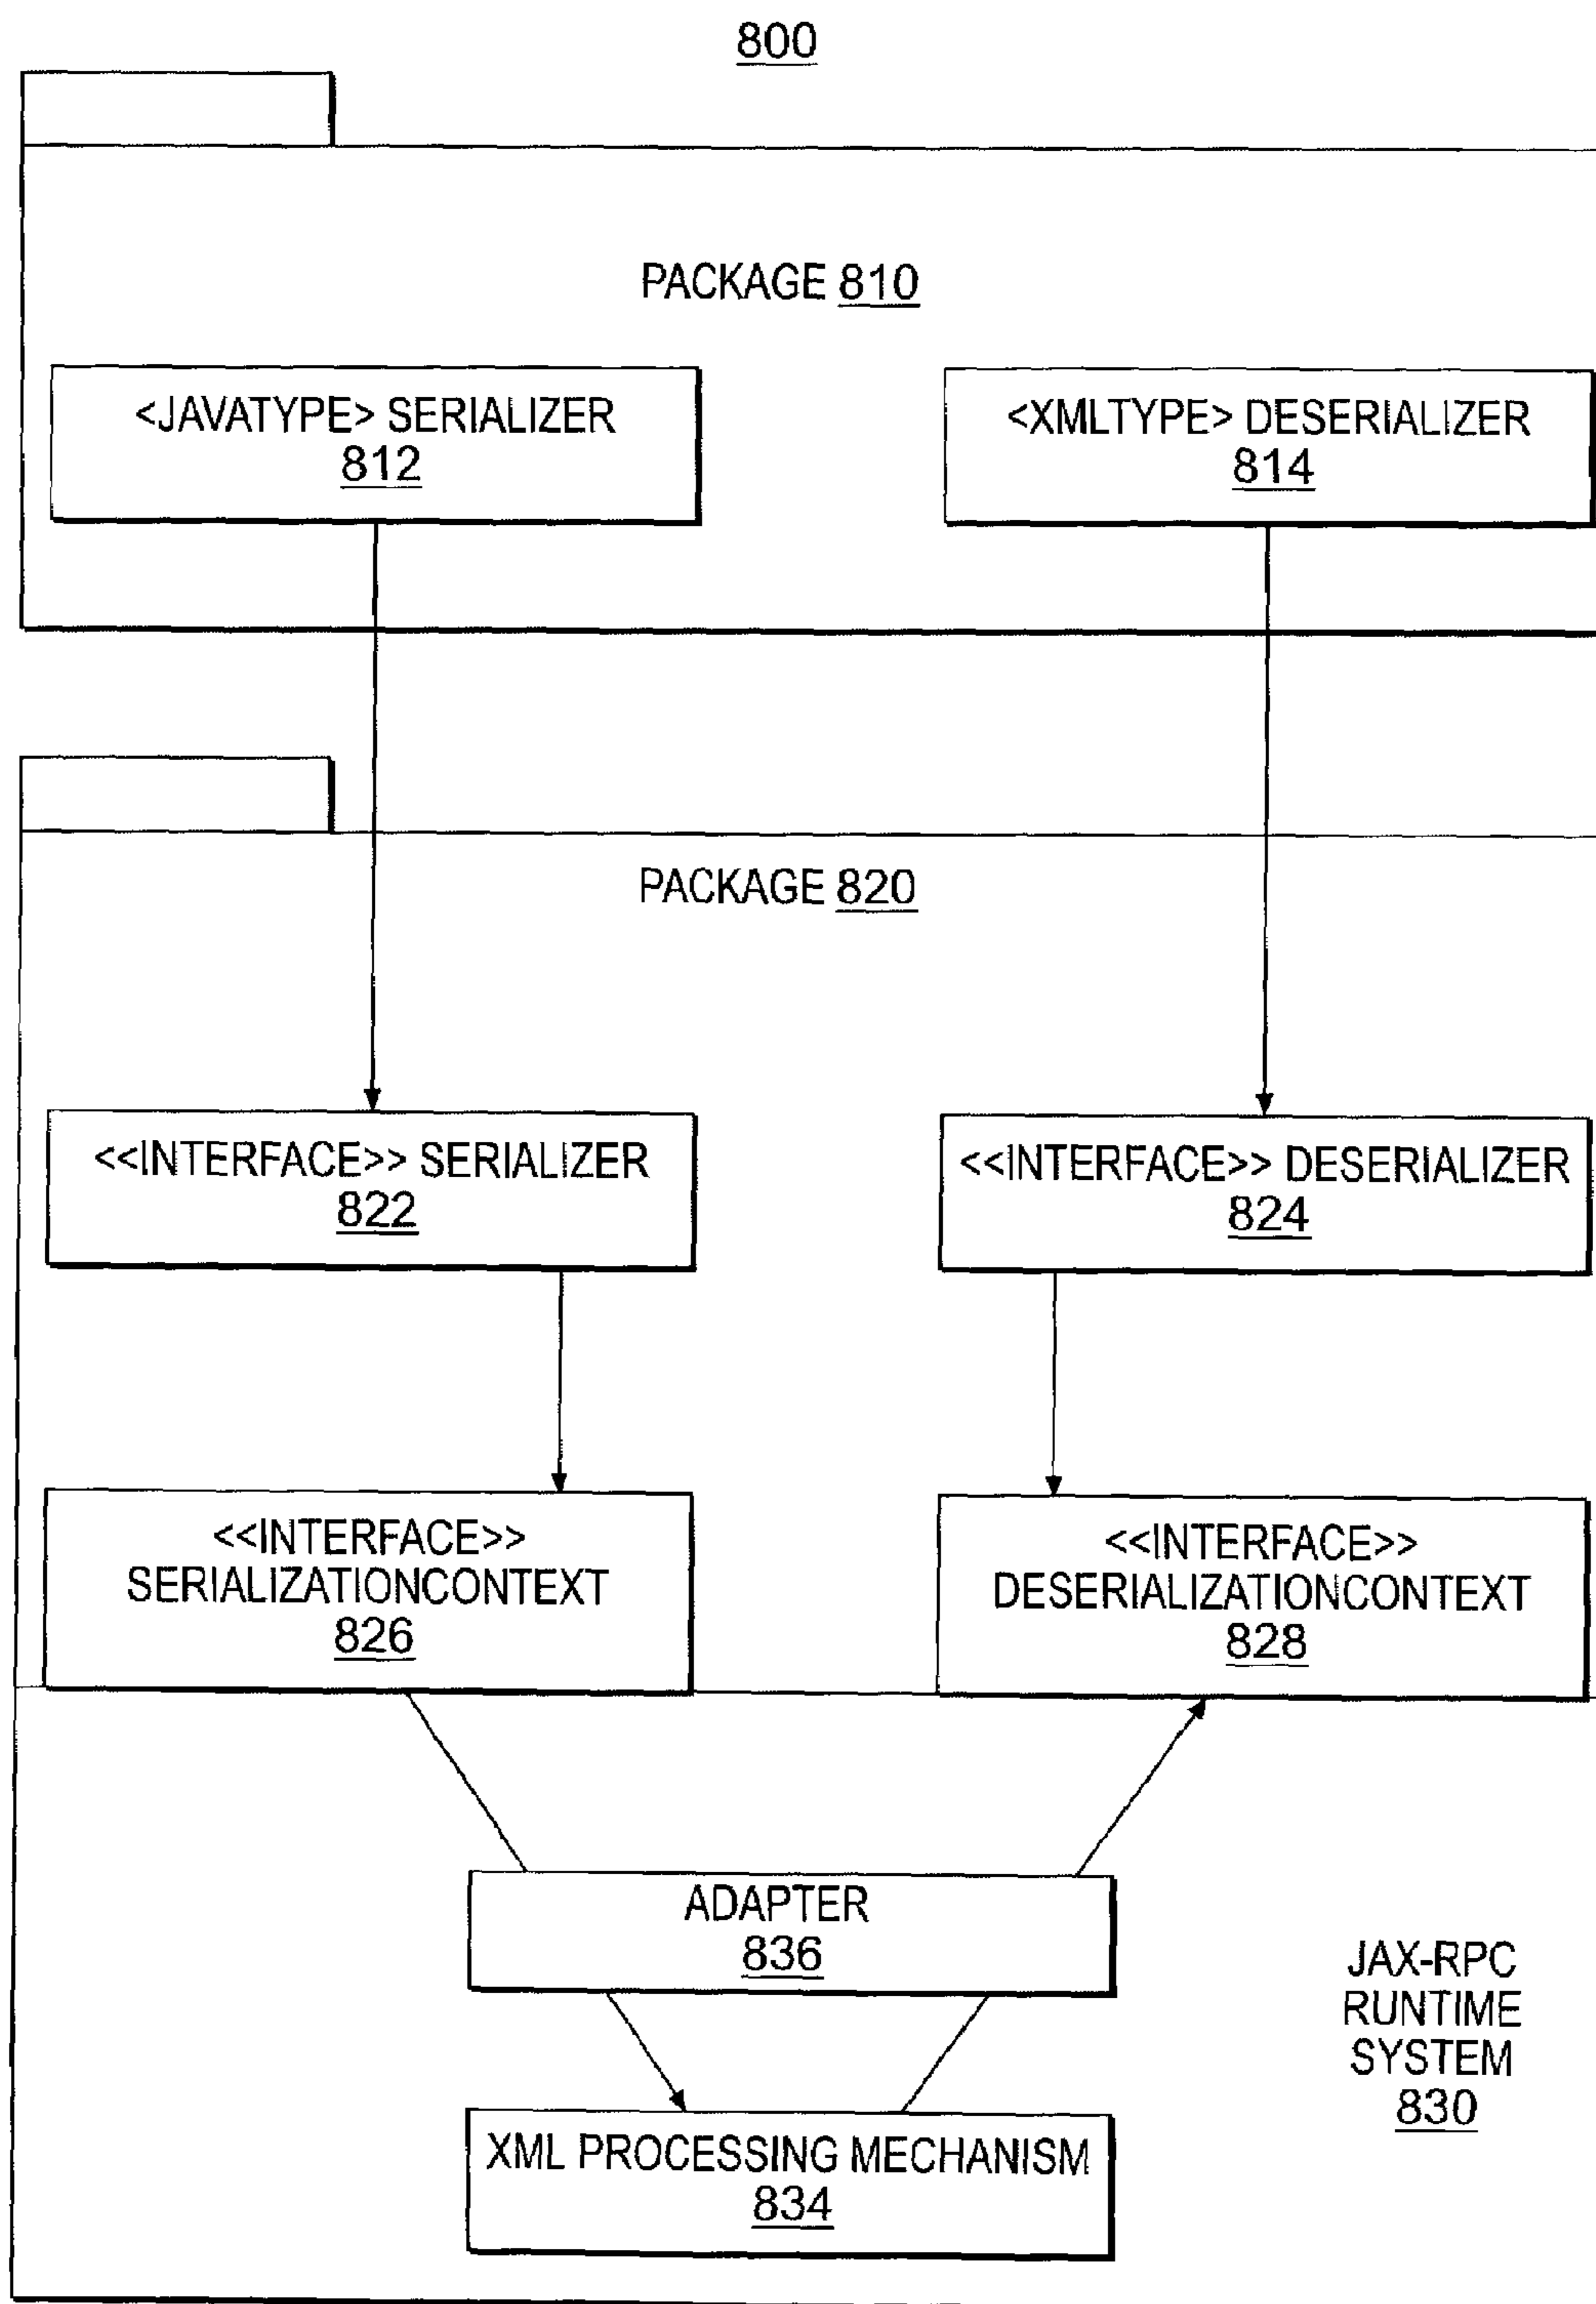 800
PACKAGE 810
<JAVATYPE> SERIALIZER
812
<XMLTYPE> DESERIALIZER
814
PACKAGE 820
<<INTERFACE>> SERIALIZER
822
<<INTERFACE>> DESERIALIZER
824
<<INTERFACE>>
SERIALIZATIONCONTEXT
826
<<INTERFACE>>
DESERIALIZATIONCONTEXT
828
ADAPTER
836
JAX-RPC
RUNTIME
SYSTEM
830
XML PROCESSING MECHANISM
834